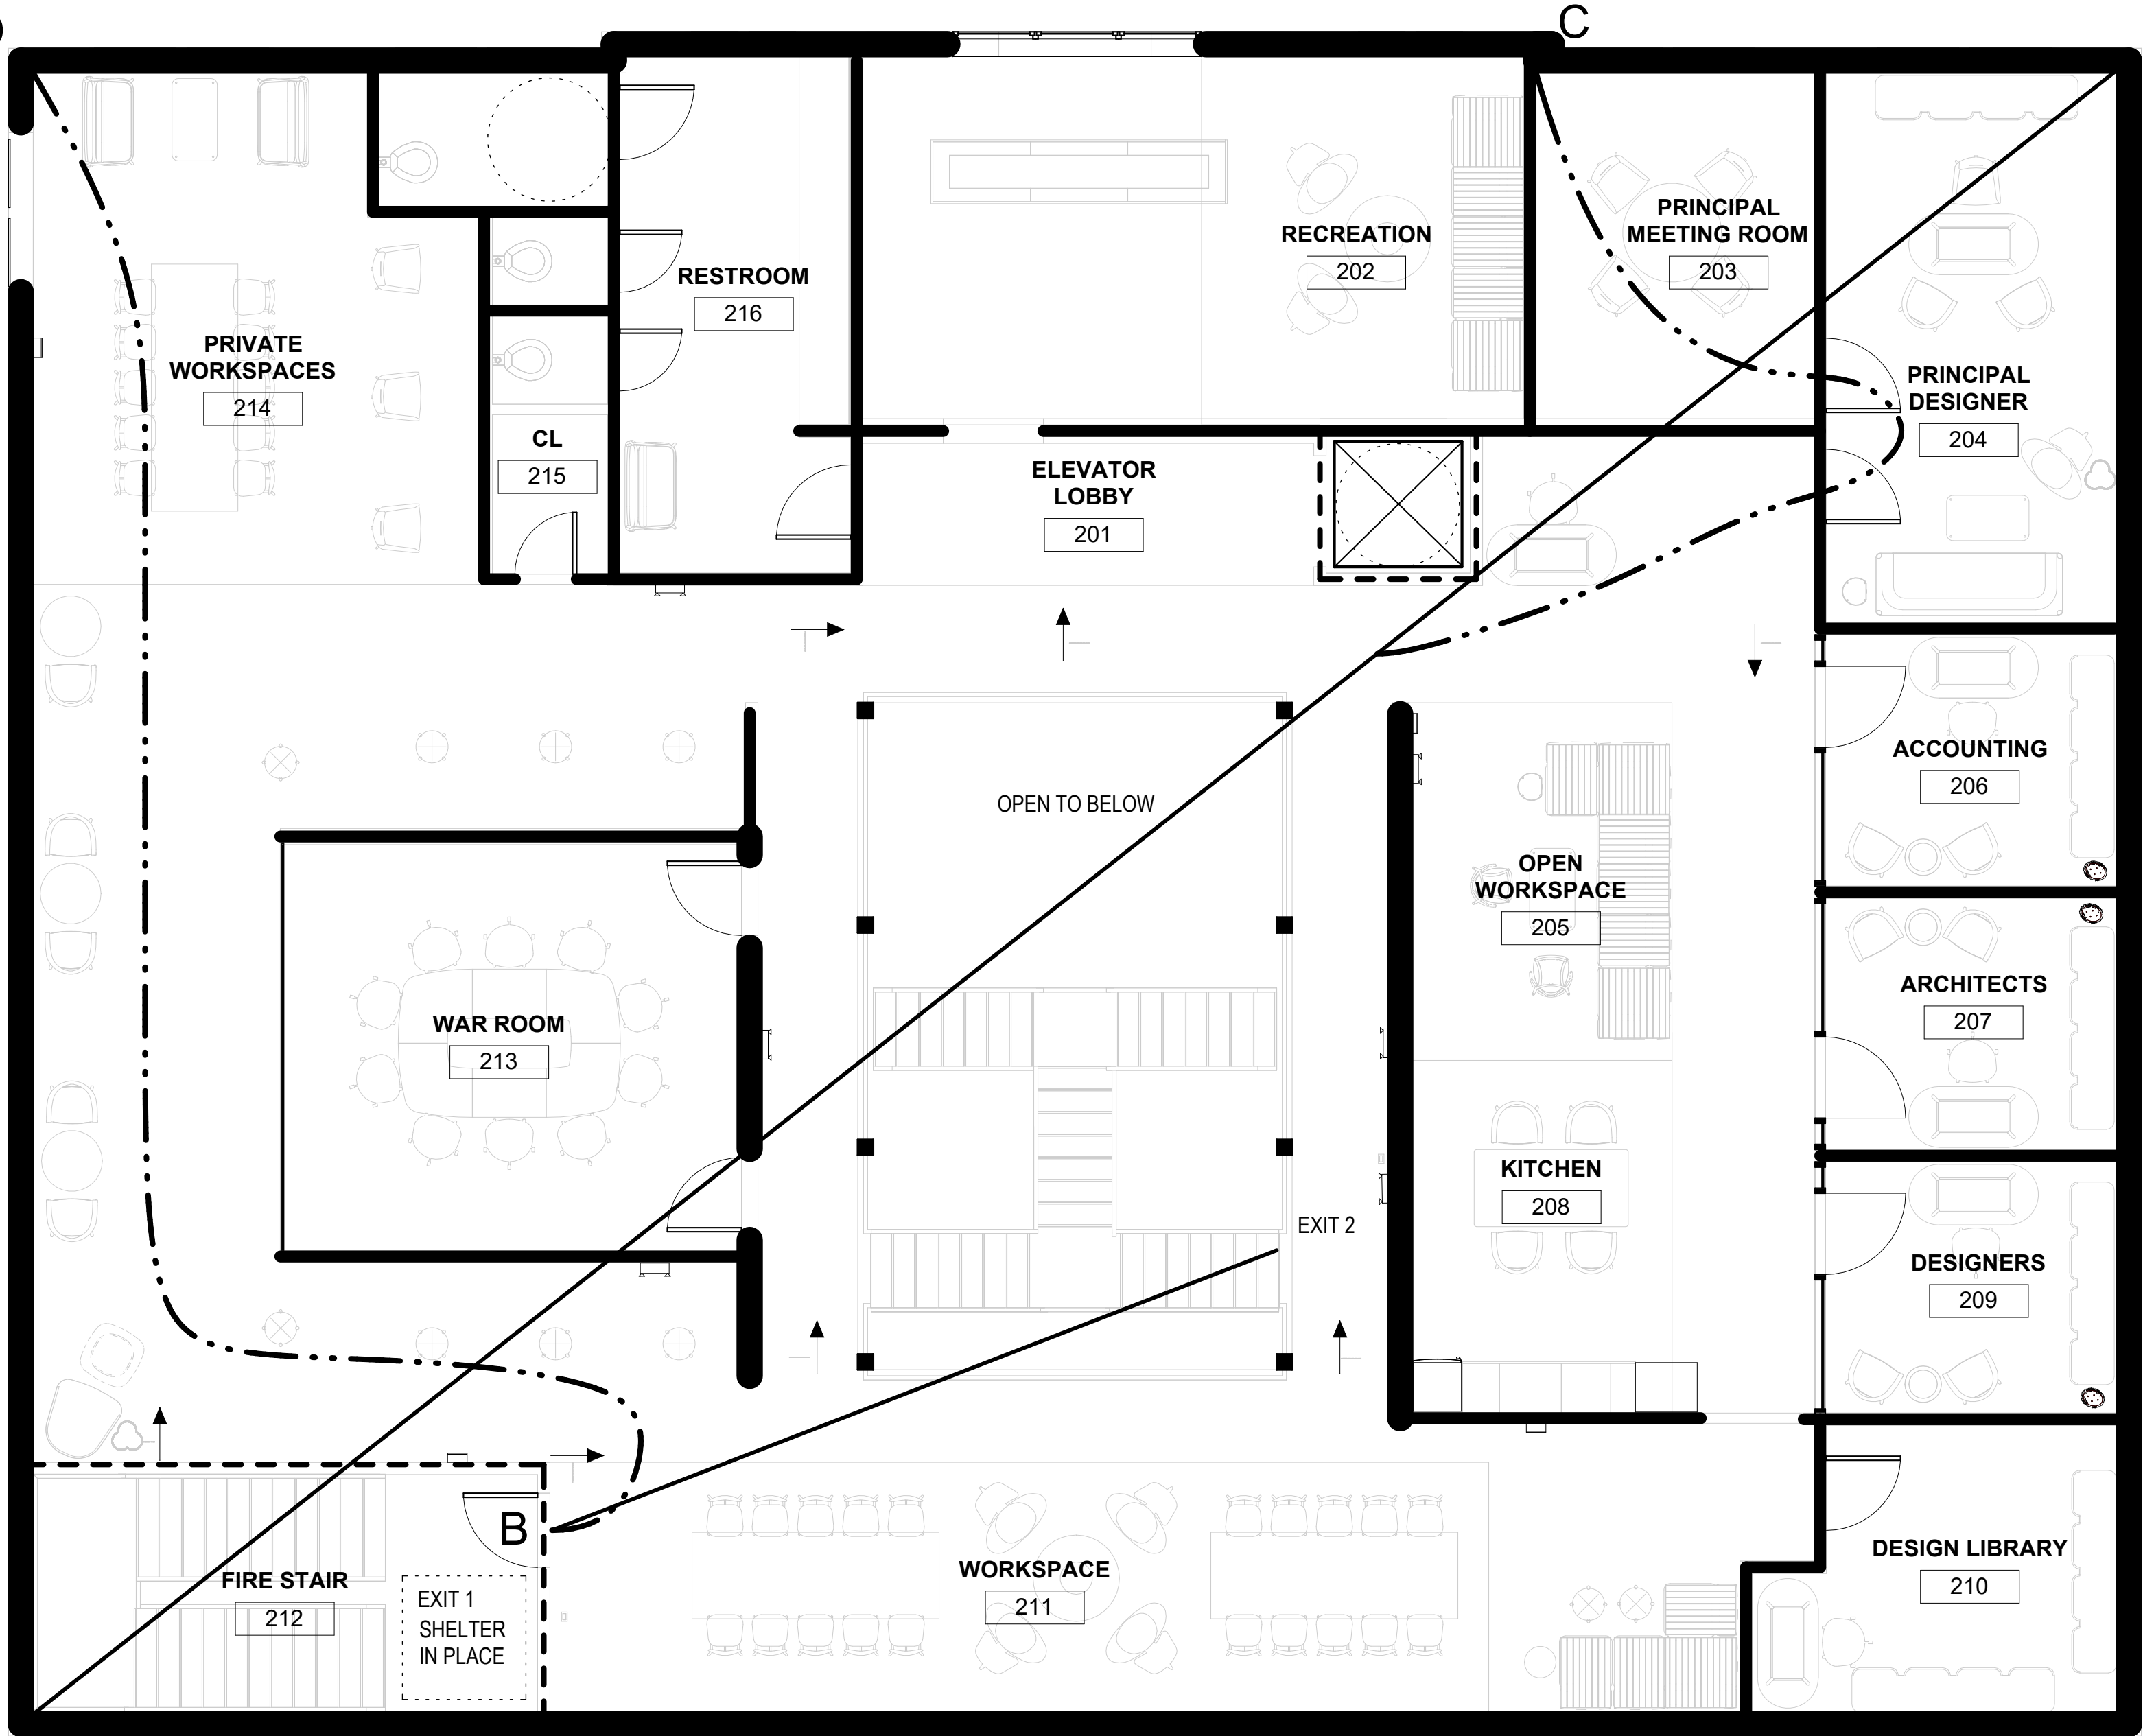 C
PRINCIPAL
MEETING ROOM
203
RECREATION
202
RESTROOM
216
PRIVATE
WORKSPACES
214
PRINCIPAL
DESIGNER
204
CL
215
ELEVATOR
LOBBY
201
ACCOUNTING
206
OPEN TO BELOW
OPEN
WORKSPACE
205
ARCHITECTS
207
WAR ROOM
213
KITCHEN
208
EXIT 2
DESIGNERS
209
B
DESIGN LIBRARY
210
WORKSPACE
211
FIRE STAIR
212
EXIT 1
SHELTER
IN PLACE